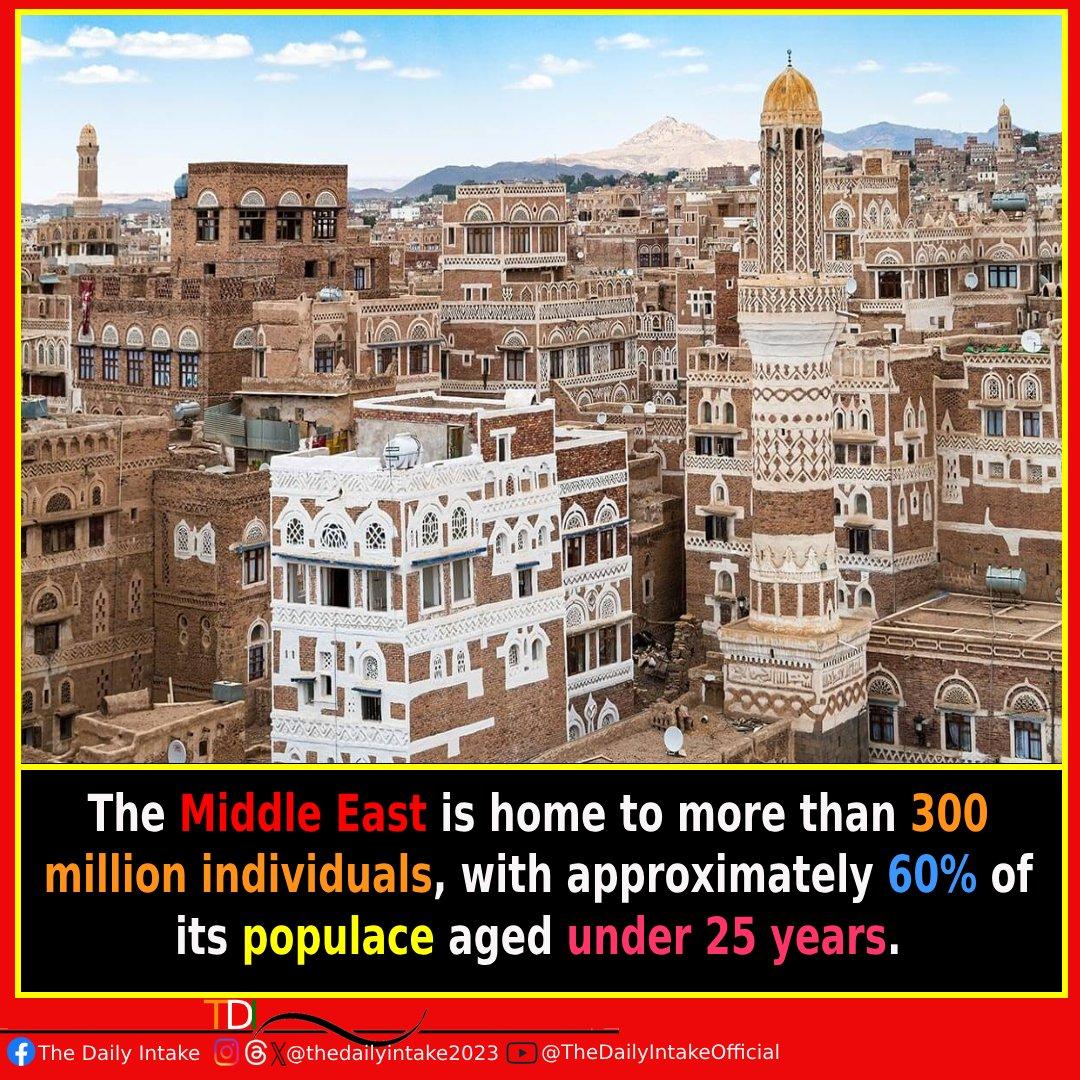 The Middle East is home to more than 300
million individuals, with approximately 60% of
its populace aged under 25 years.
TDI
The Daily Intake @thedailyintake2023 @TheDailyIntakeOfficial